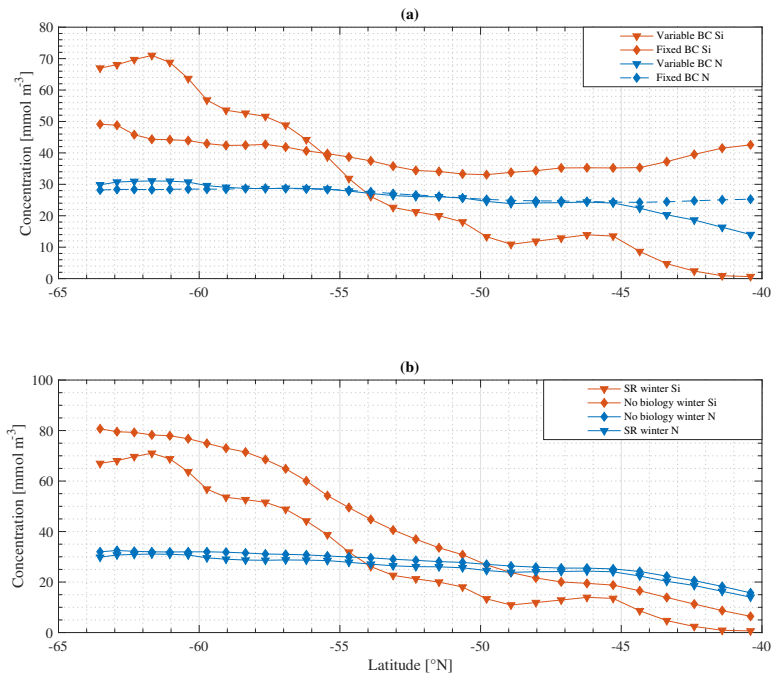 (a)
80
70
60
50
40
30
20
10
0
Concentration [mmol m-3]
-65
-60
-55
-50
-45
-40
Variable BC Si
Fixed BC Si
Variable BC N
Fixed BC N
(b)
100
80
60
40
20
0
Concentration [mmol m-3]
-65
-60
-55
-50
-45
-40
Latitude [°N]
SR winter Si
No biology winter Si
No biology winter N
SR winter N